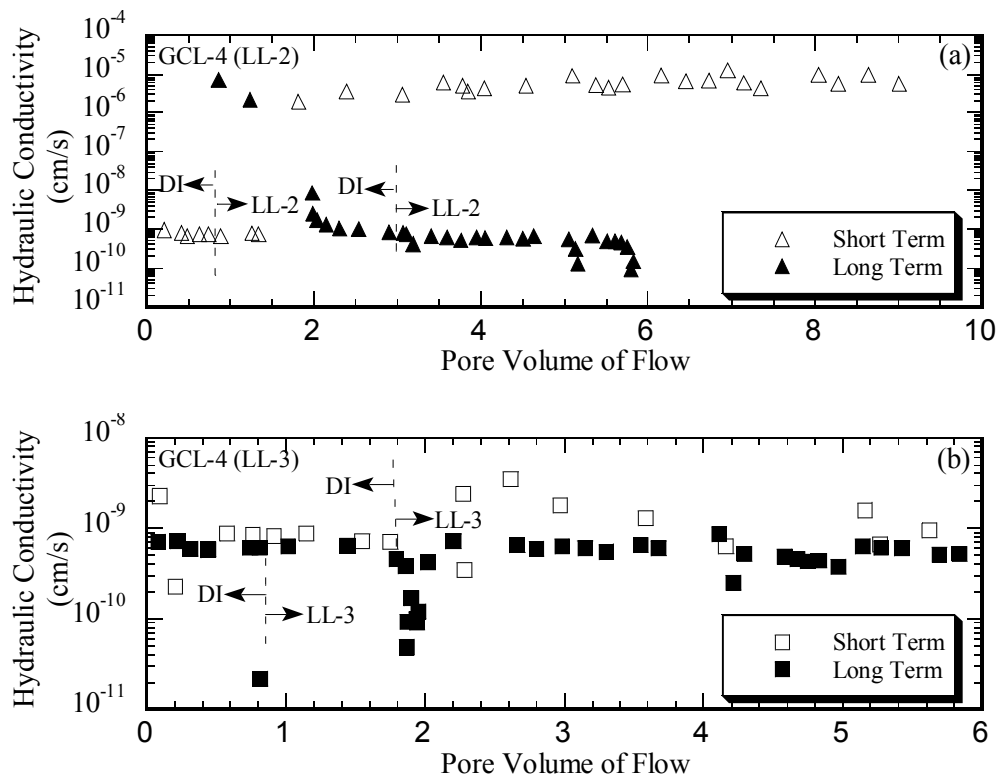 10^-4
GCL-4 (LL-2)
(a)
10^-5
10^-6
10^-7
10^-8
10^-9
10^-10
10^-11
Hydraulic Conductivity
(cm/s)
DI
LL-2
DI
LL-2
Short Term
Long Term
0 2 4 6 8 10
Pore Volume of Flow
10^-8
GCL-4 (LL-3)
(b)
10^-9
10^-10
10^-11
Hydraulic Conductivity
(cm/s)
DI
LL-3
DI
LL-3
Short Term
Long Term
0 1 2 3 4 5 6
Pore Volume of Flow